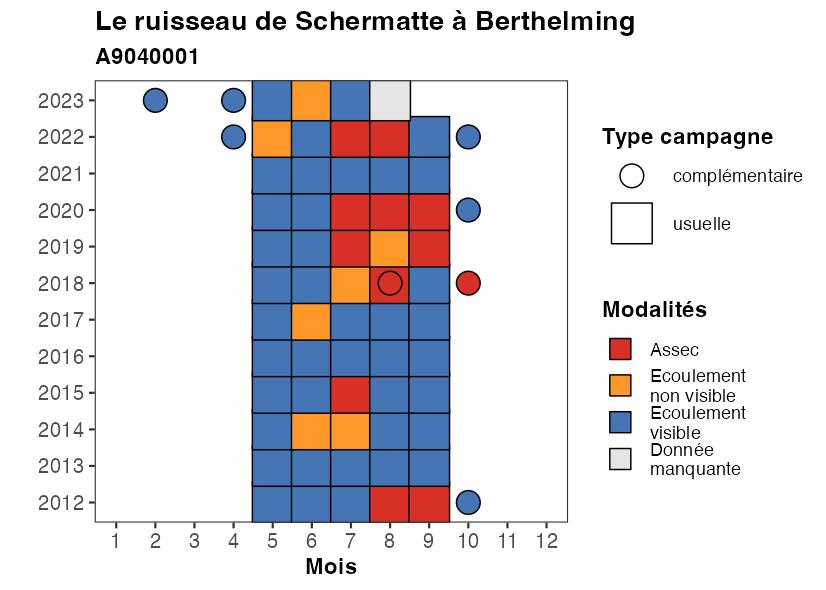 Le ruisseau de Schermatte à Berthelming
A9040001
2023
2022
2021
2020
2019
2018
2017
2016
2015
2014
2013
2012
1 2 3 4 5 6 7 8 9 10 11 12
Mois
Type campagne
complémentaire
usuelle
Modalités
Assec
Ecoulement
non visible
Ecoulement
visible
Donnée
manquante